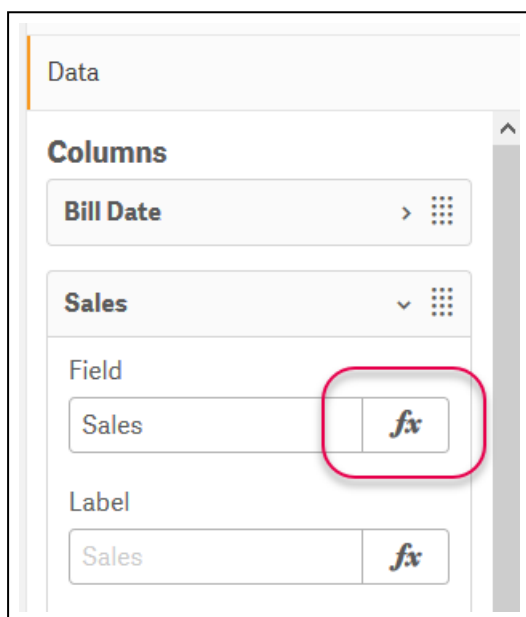 Data
Columns
Bill Date
Sales
Field
Sales fx
Label
Sales fx